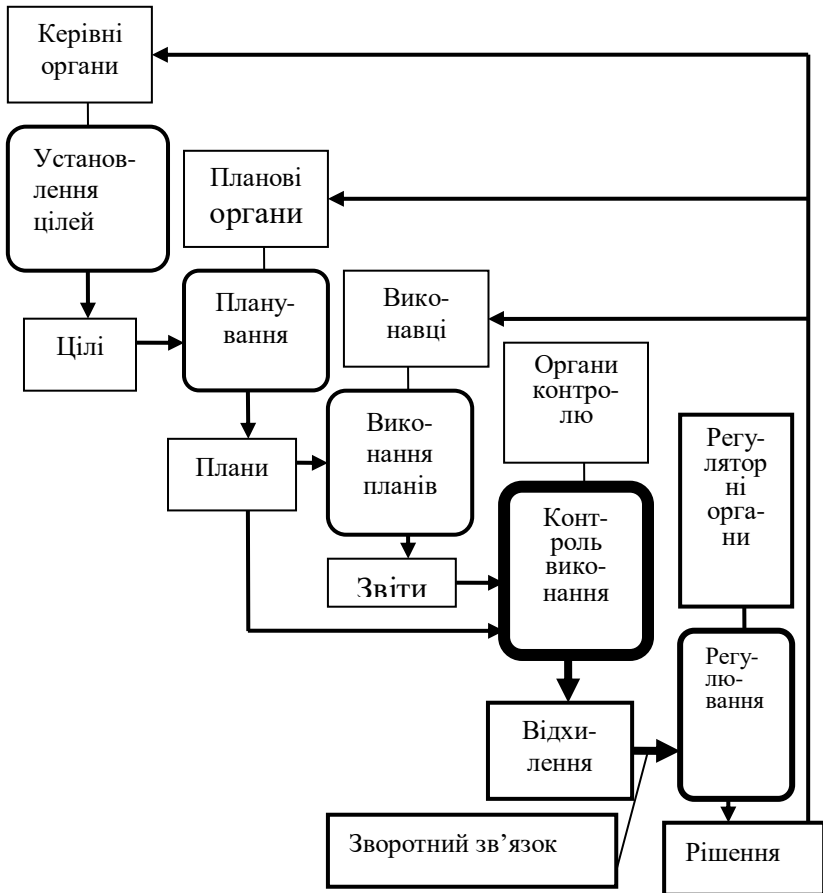 Керівні
органи
Установ-
лення
цілей
Планові
органи
Цілі
Плану-
вання
Вико-
навці
Плани
Вико-
нання
планів
Органи
контро-
лю
Звіти
Конт-
роль
вико-
нання
Регу-
лятор
ні
орга-
ни
Відхи-
лення
Регу-
лю-
вання
Зворотний зв’язок
Рішення